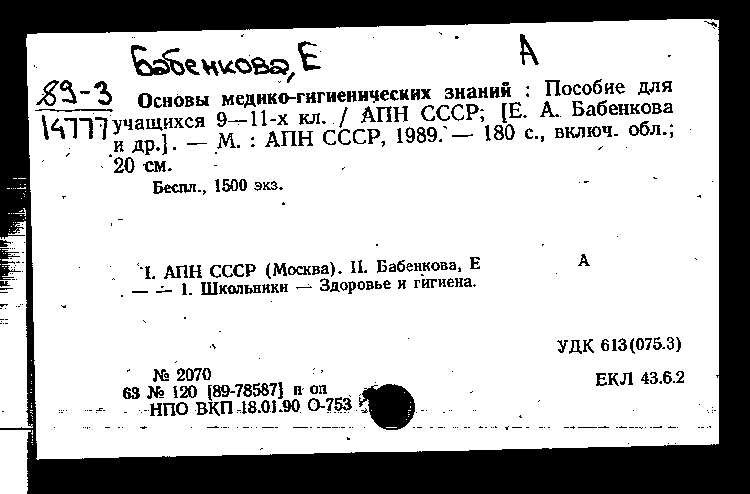 Бабенкова, Е А
89-3
14777
Основы медико-гигиенических знаний : Пособие для
учащихся 9—11-х кл. / АПН СССР; [Е. А. Бабенкова
и др.]. — М. : АПН СССР, 1989. — 180 с., включ. обл.;
20 см.
Беспл., 1500 экз.
I. АПН СССР (Москва). II. Бабенкова, Е А
— — 1. Школьники — Здоровье и гигиена.
УДК 613(075.3)
№ 2070
ЕКЛ 43.6.2
63 № 120 [89-78587] п оп
НПО ВКП 18.01.90 О-753